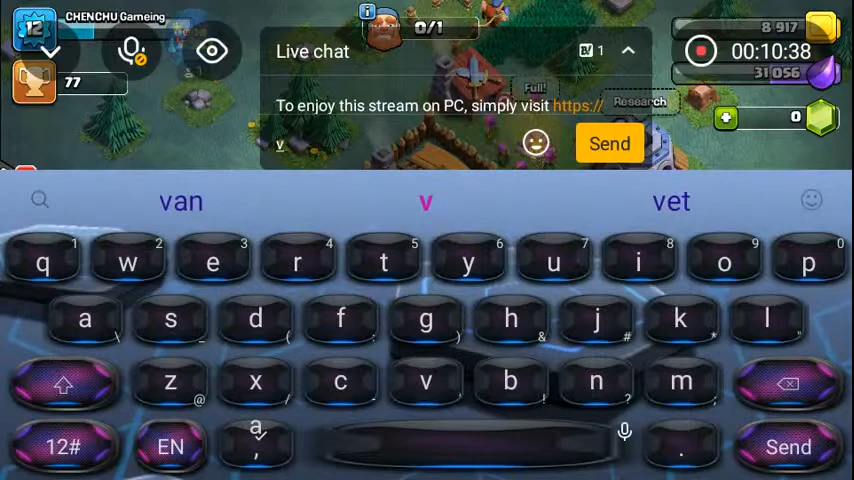 CHENCHU Gameing
12
0/1
8 917
77
Live chat
1
00:10:38
31 056
Full!
To enjoy this stream on PC, simply visit https://
Research
0
v
Send
van v vet
1 2 3 4 5 6 7 8 9 0
q w e r t y u i o p
a s d f g h j k l
\ _ ( : ) & # * "
z x c v b n m
@ / - ! ? ;
12# EN a , . Send